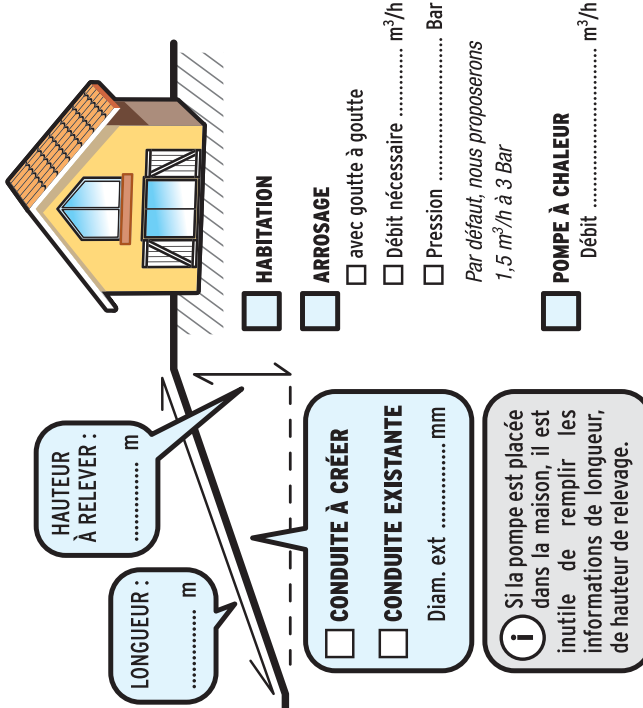 HAUTEUR
À RELEVER :
.............. m
LONGUEUR :
............... m
CONDUITE À CRÉER
CONDUITE EXISTANTE
Diam. ext ............... mm
i
Si la pompe est placée
dans la maison, il est
inutile de remplir les
informations de longueur,
de hauteur de relevage.
HABITATION
ARROSAGE
avec goutte à goutte
Débit nécessaire ............ m³/h
Pression ...................... Bar
Par défaut, nous proposerons
1,5 m³/h à 3 Bar
POMPE À CHALEUR
Débit ........................... m³/h